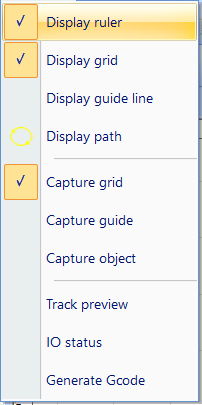 Display ruler
Display grid
Display guide line
Display path
Capture grid
Capture guide
Capture object
Track preview
IO status
Generate Gcode